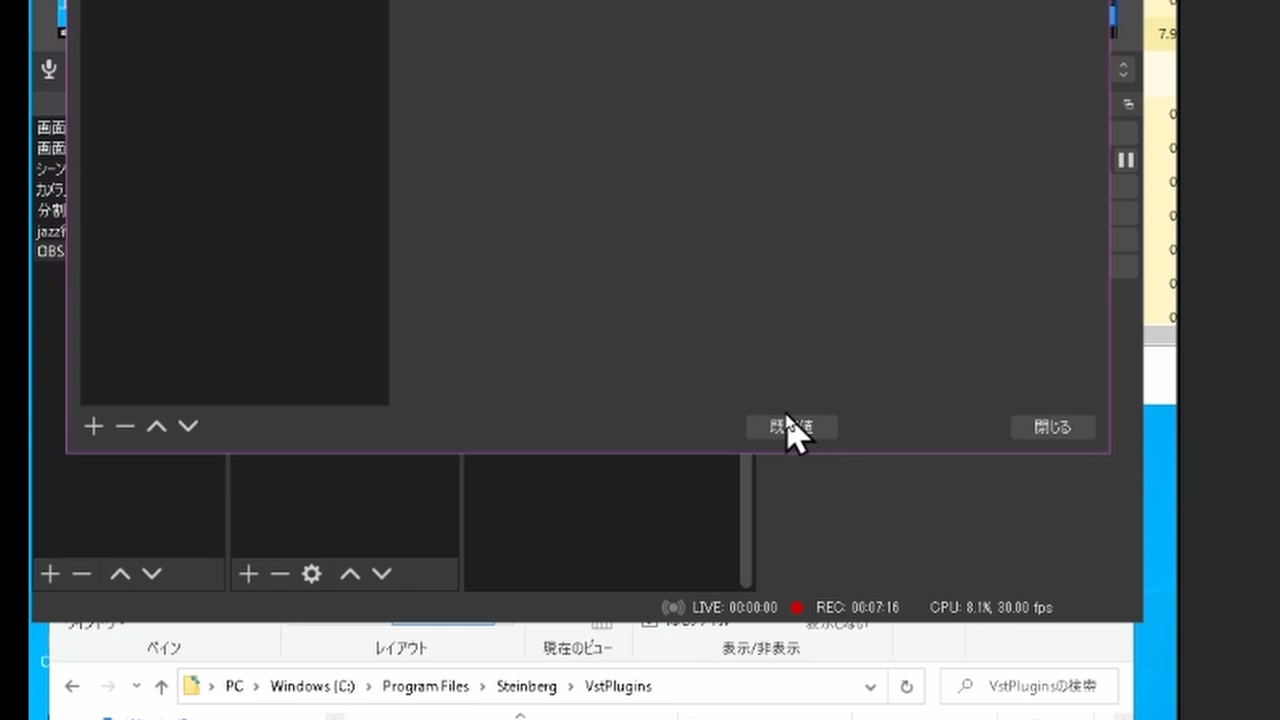 7.9
画面
画面
シーン
カメラ
分割
jazz
OBS
閉じる
LIVE: 00:00:00 REC: 00:07:16 CPU: 8.1%, 30.00 fps
ペイン レイアウト 現在のビュー 表示/非表示
PC > Windows (C:) > Program Files > Steinberg > VstPlugins VstPluginsの検索